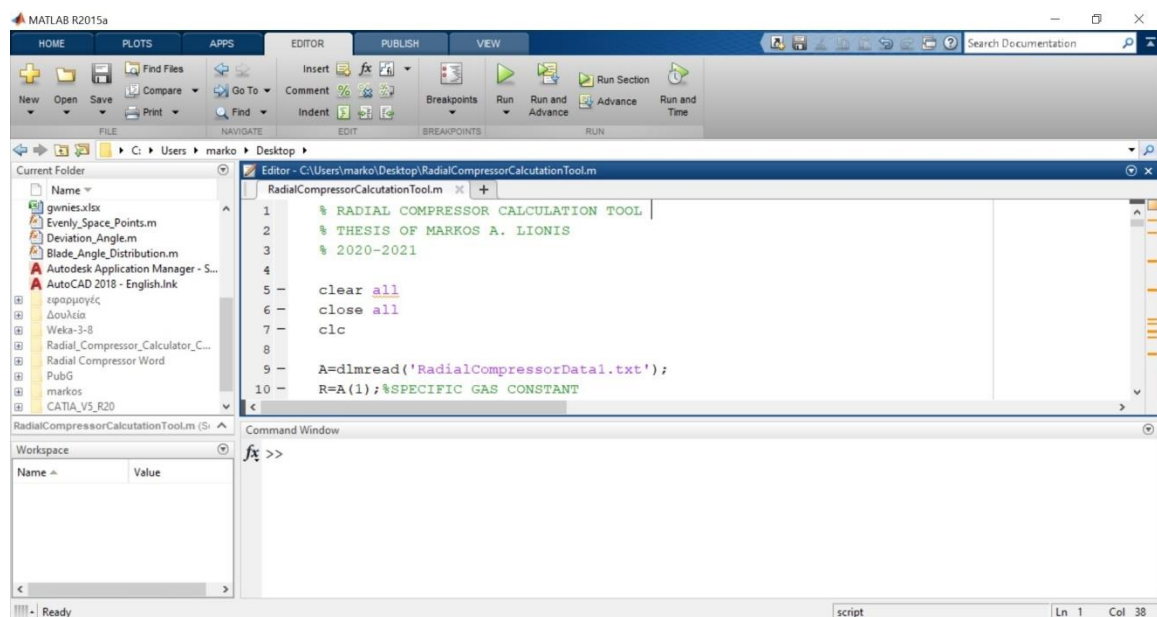 MATLAB R2015a
HOME PLOTS APPS EDITOR PUBLISH VIEW Search Documentation
New Open Save Find Files Compare Print Go To Find Insert fx Comment % Indent Breakpoints Run Run and Advance Run Section Advance Run and Time
FILE NAVIGATE EDIT BREAKPOINTS RUN
C: Users marko Desktop
Current Folder
Name
gwnies.xlsx
Evenly_Space_Points.m
Deviation_Angle.m
Blade_Angle_Distribution.m
Autodesk Application Manager - S...
AutoCAD 2018 - English.lnk
εφαρμογές
Δουλεία
Weka-3-8
Radial_Compressor_Calculator_C...
Radial Compressor Word
PubG
markos
CATIA_V5_R20
RadialCompressorCalcutationTool.m (S
Workspace
Name Value
Editor - C:\Users\marko\Desktop\RadialCompressorCalcutationTool.m
RadialCompressorCalcutationTool.m
1 % RADIAL COMPRESSOR CALCULATION TOOL
2 % THESIS OF MARKOS A. LIONIS
3 % 2020-2021
4
5 - clear all
6 - close all
7 - clc
8
9 - A=dlmread('RadialCompressorData1.txt');
10 - R=A(1);%SPECIFIC GAS CONSTANT
Command Window
fx >>
Ready script Ln 1 Col 38